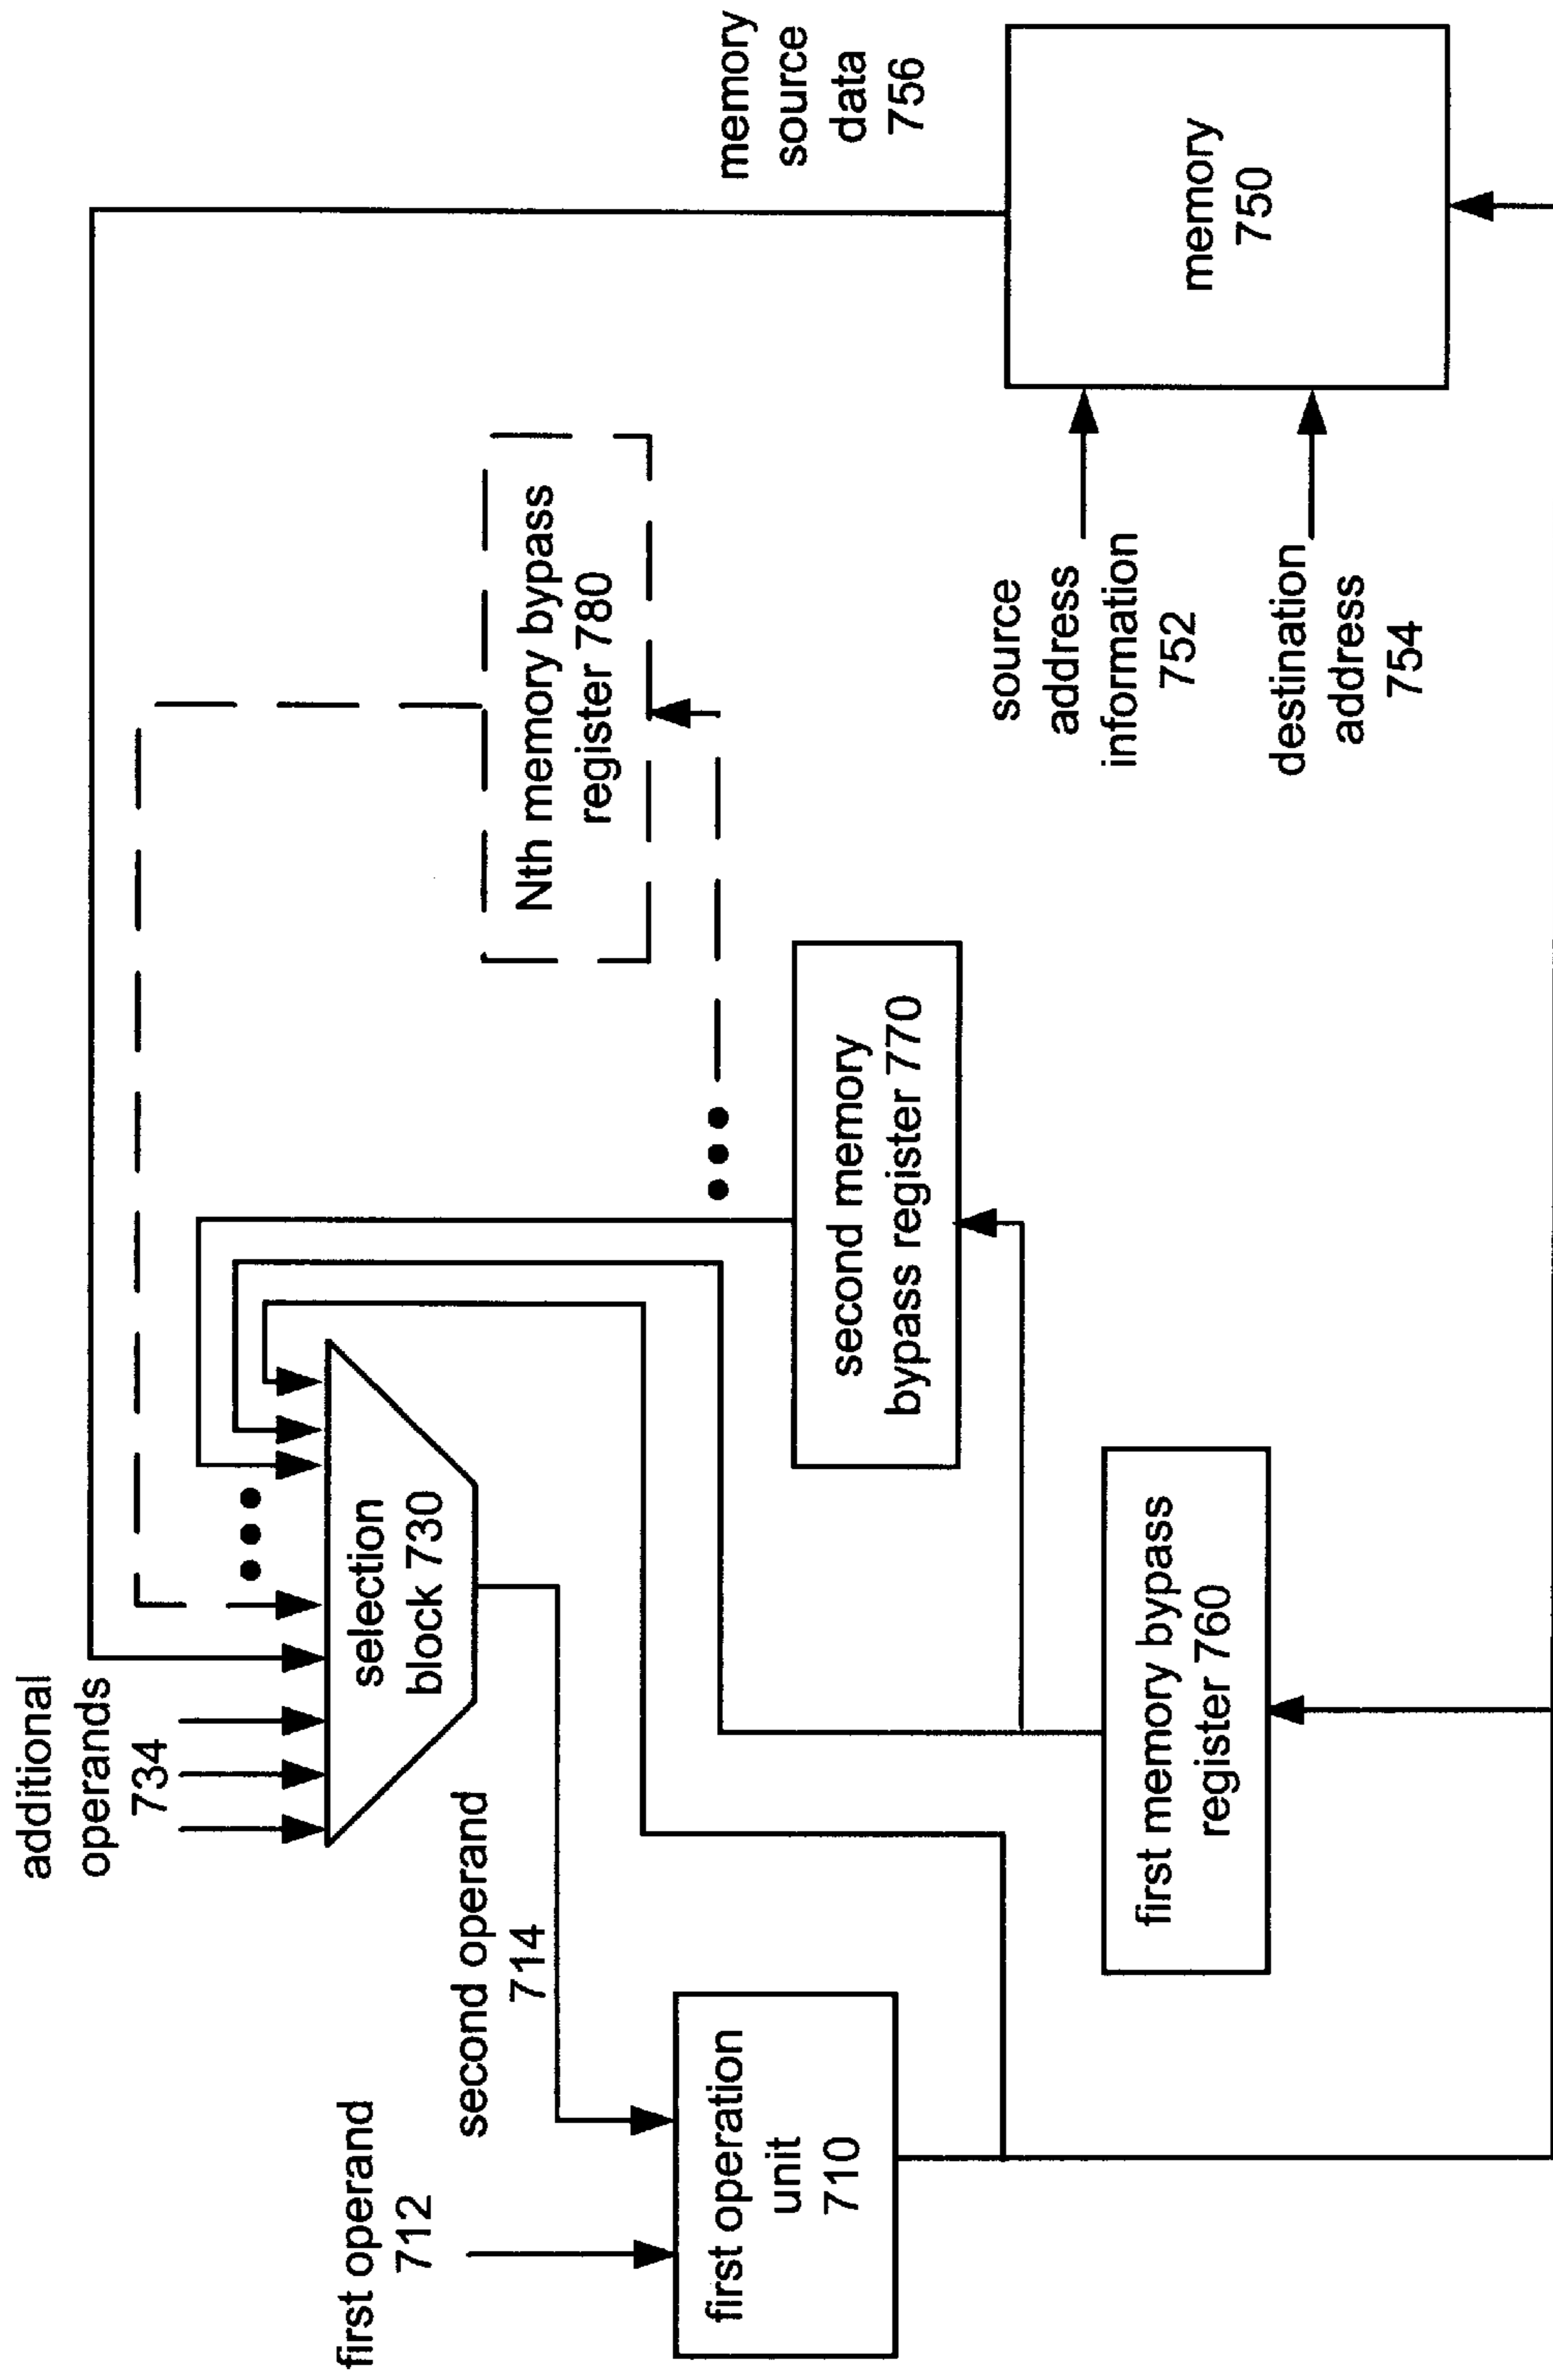 additional
operands
734
selection
block 730
first operand
712
second operand
714
first operation
unit
710
first memory bypass
register 760
second memory
bypass register 770
Nth memory bypass
register 780
memory
source
data
756
source
address
information
752
destination
address
754
memory
750